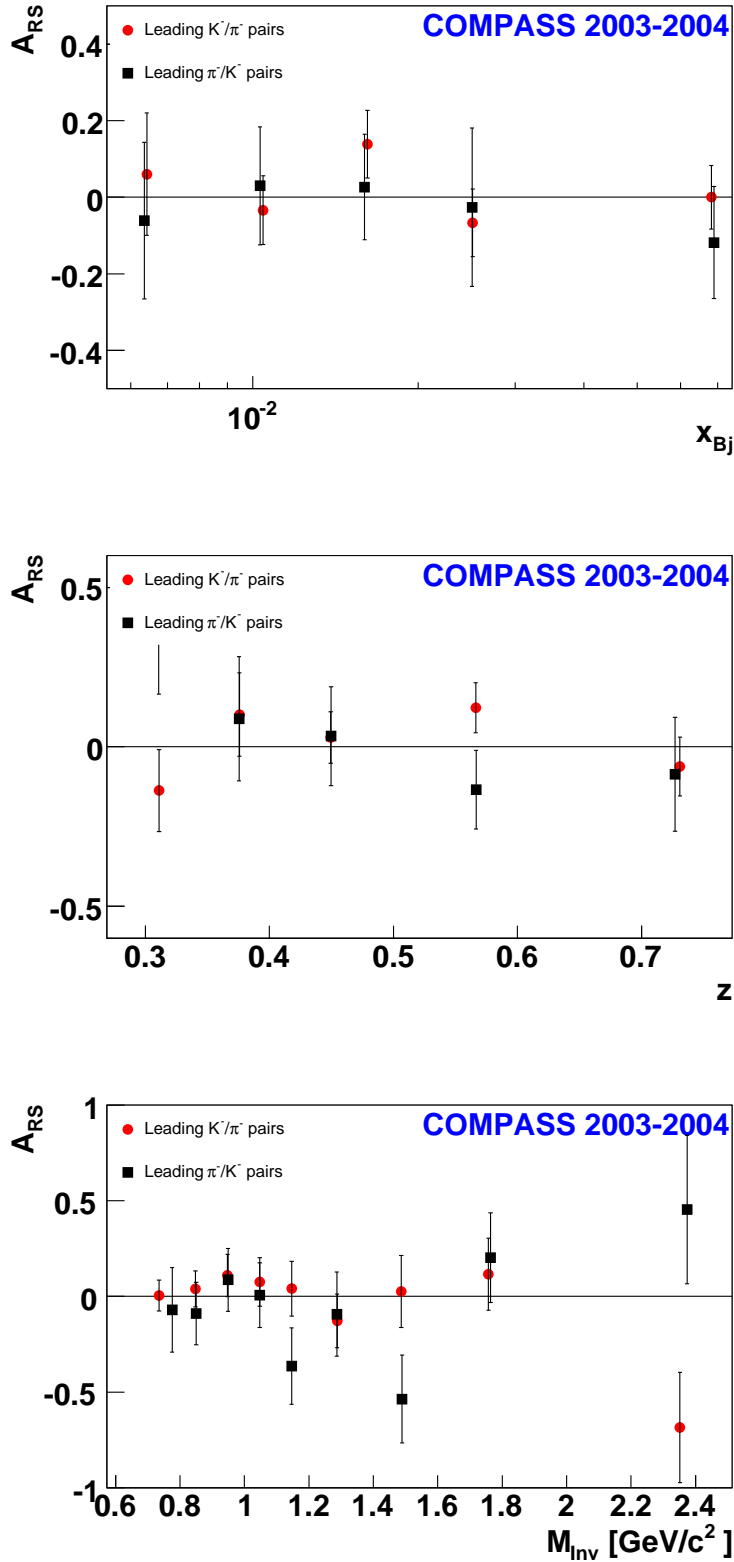 A_RS
COMPASS 2003-2004
Leading K⁻/π⁻ pairs
Leading π⁻/K⁻ pairs
0.4
0.2
0
-0.2
-0.4
10⁻²
x_Bj
A_RS
COMPASS 2003-2004
Leading K⁻/π⁻ pairs
Leading π⁻/K⁻ pairs
0.5
0
-0.5
0.3 0.4 0.5 0.6 0.7
z
A_RS
COMPASS 2003-2004
Leading K⁻/π⁻ pairs
Leading π⁻/K⁻ pairs
1
0.5
0
-0.5
-1
0.6 0.8 1 1.2 1.4 1.6 1.8 2 2.2 2.4
M_Inv [GeV/c² ]